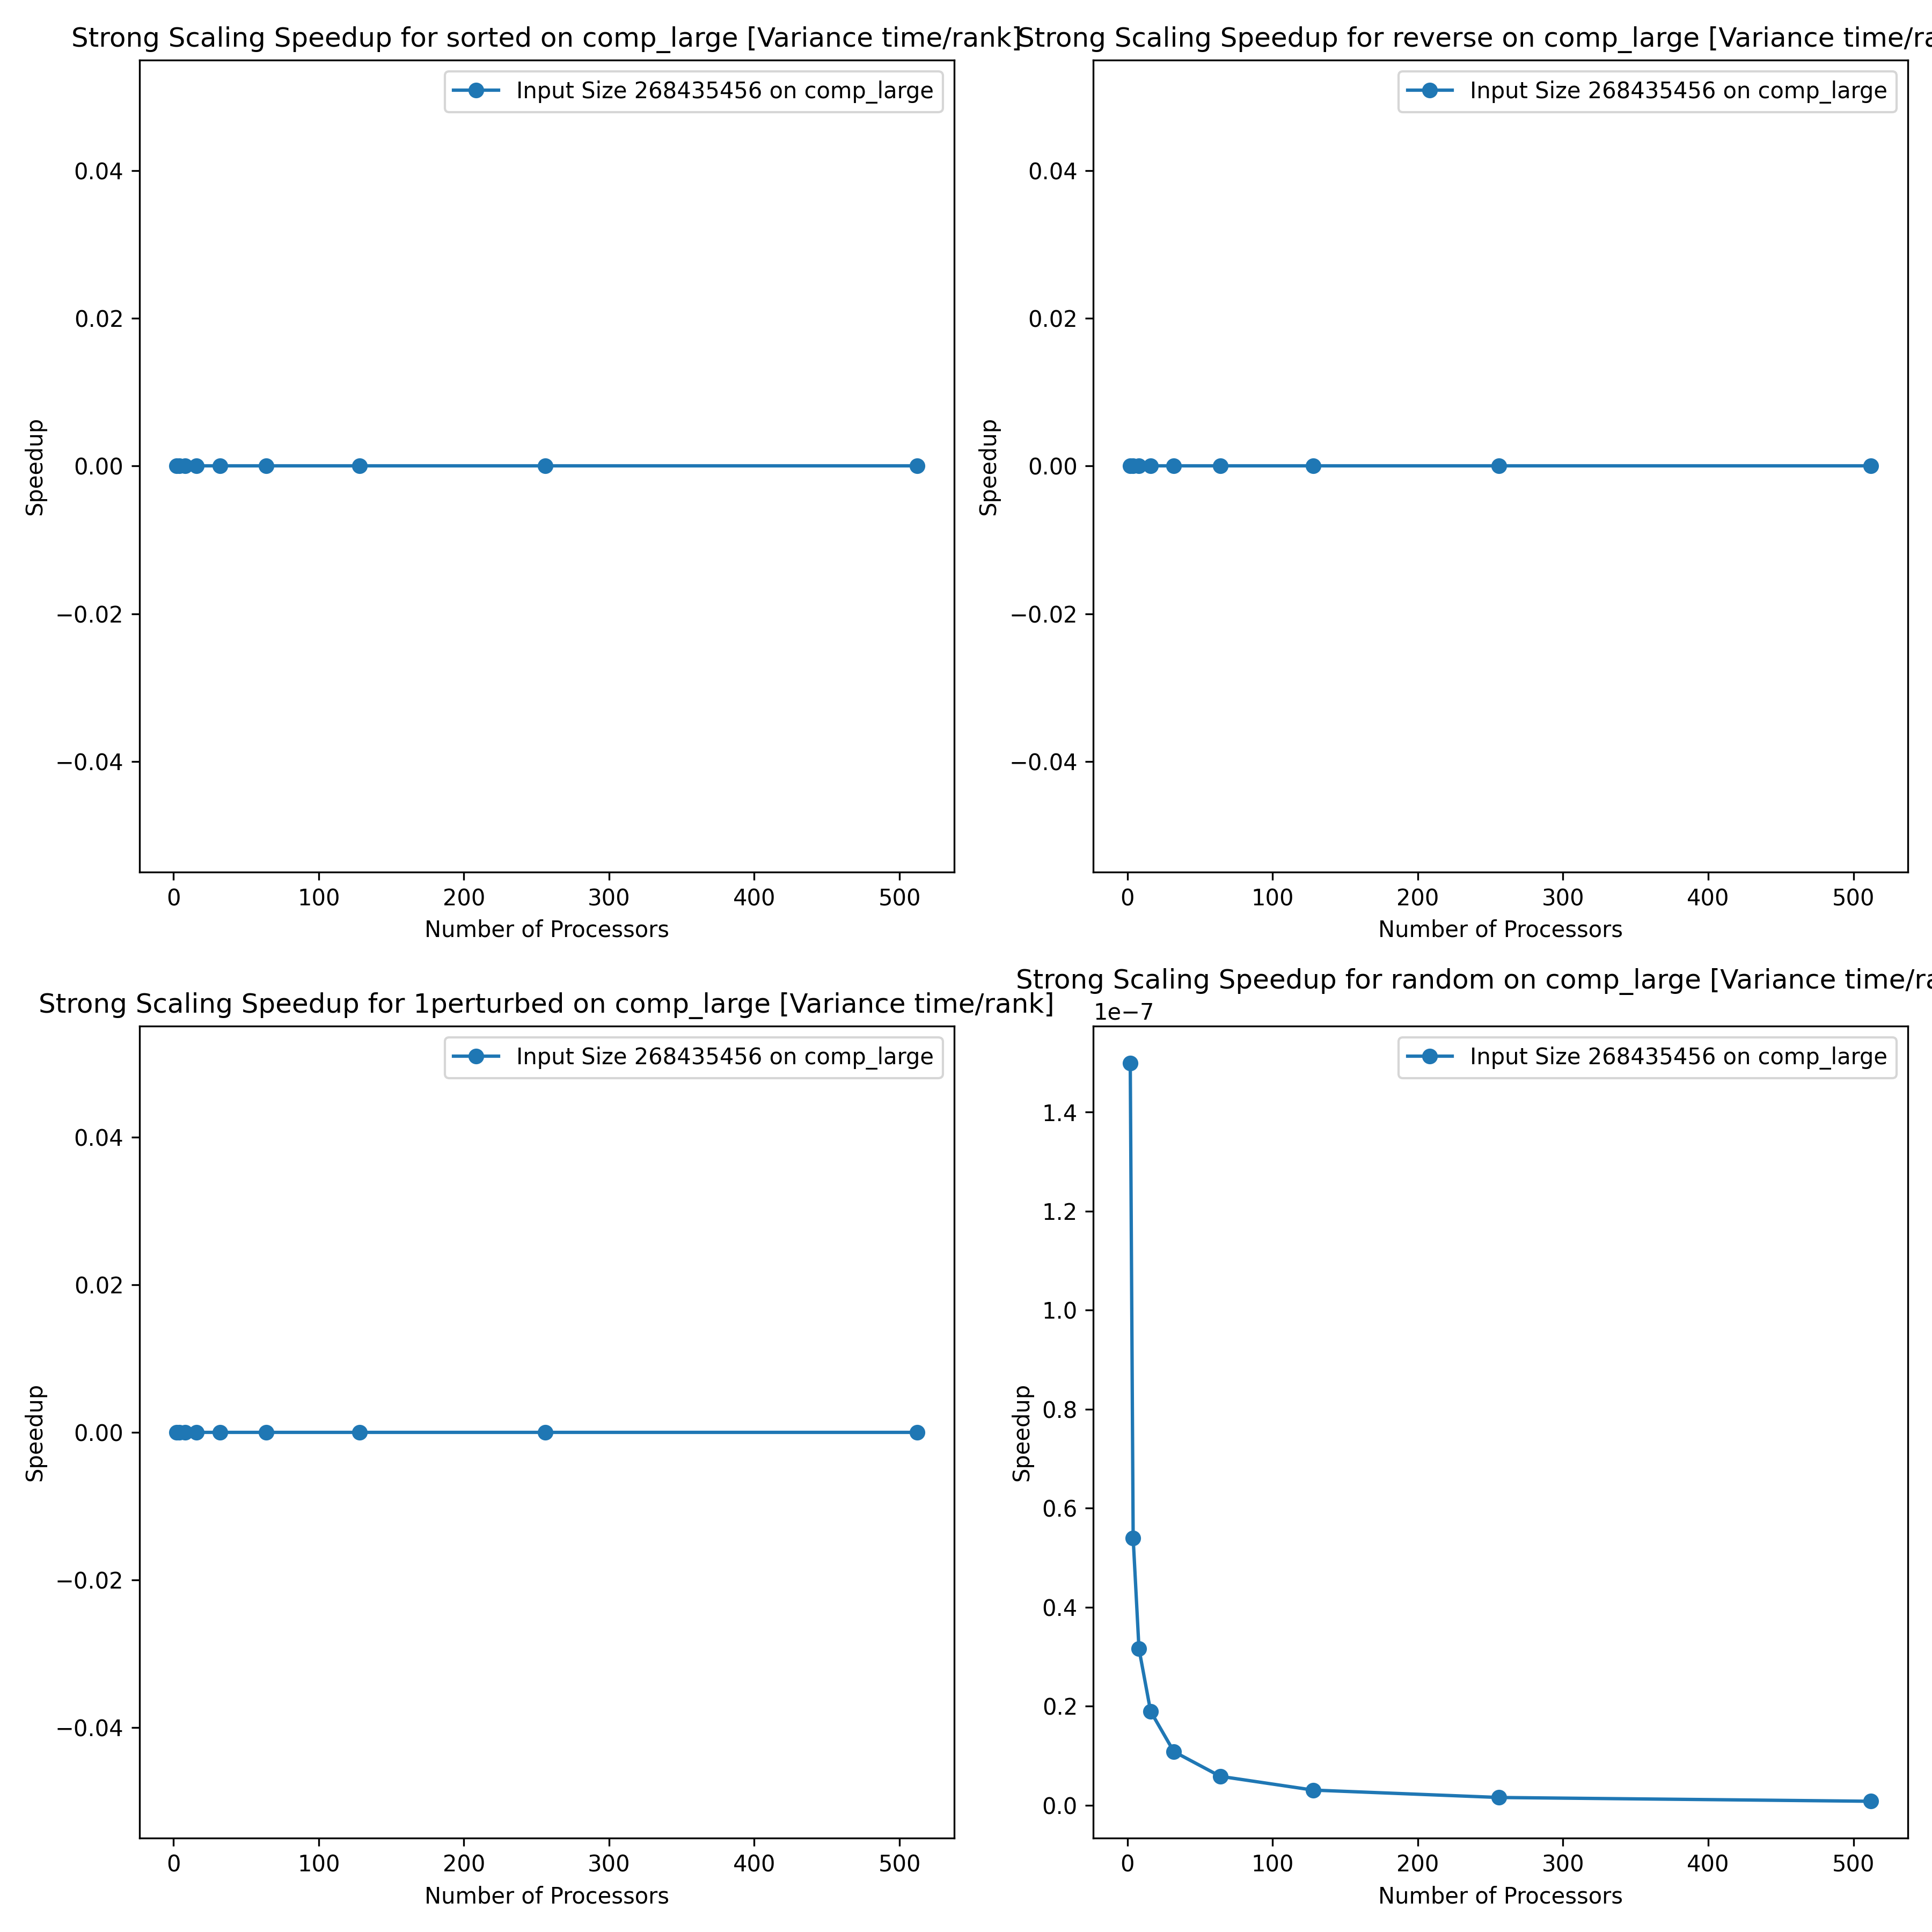 Strong Scaling Speedup for sorted on comp_large [Variance time/rank]
Input Size 268435456 on comp_large
0.04
0.02
0.00
−0.02
−0.04
Speedup
0
100
200
300
400
500
Number of Processors
Strong Scaling Speedup for reverse on comp_large [Variance time/ra
Input Size 268435456 on comp_large
0.04
0.02
0.00
−0.02
−0.04
Speedup
0
100
200
300
400
500
Number of Processors
Strong Scaling Speedup for 1perturbed on comp_large [Variance time/rank]
Input Size 268435456 on comp_large
0.04
0.02
0.00
−0.02
−0.04
Speedup
0
100
200
300
400
500
Number of Processors
Strong Scaling Speedup for random on comp_large [Variance time/ra
1e−7
Input Size 268435456 on comp_large
1.4
1.2
1.0
0.8
0.6
0.4
0.2
0.0
Speedup
0
100
200
300
400
500
Number of Processors